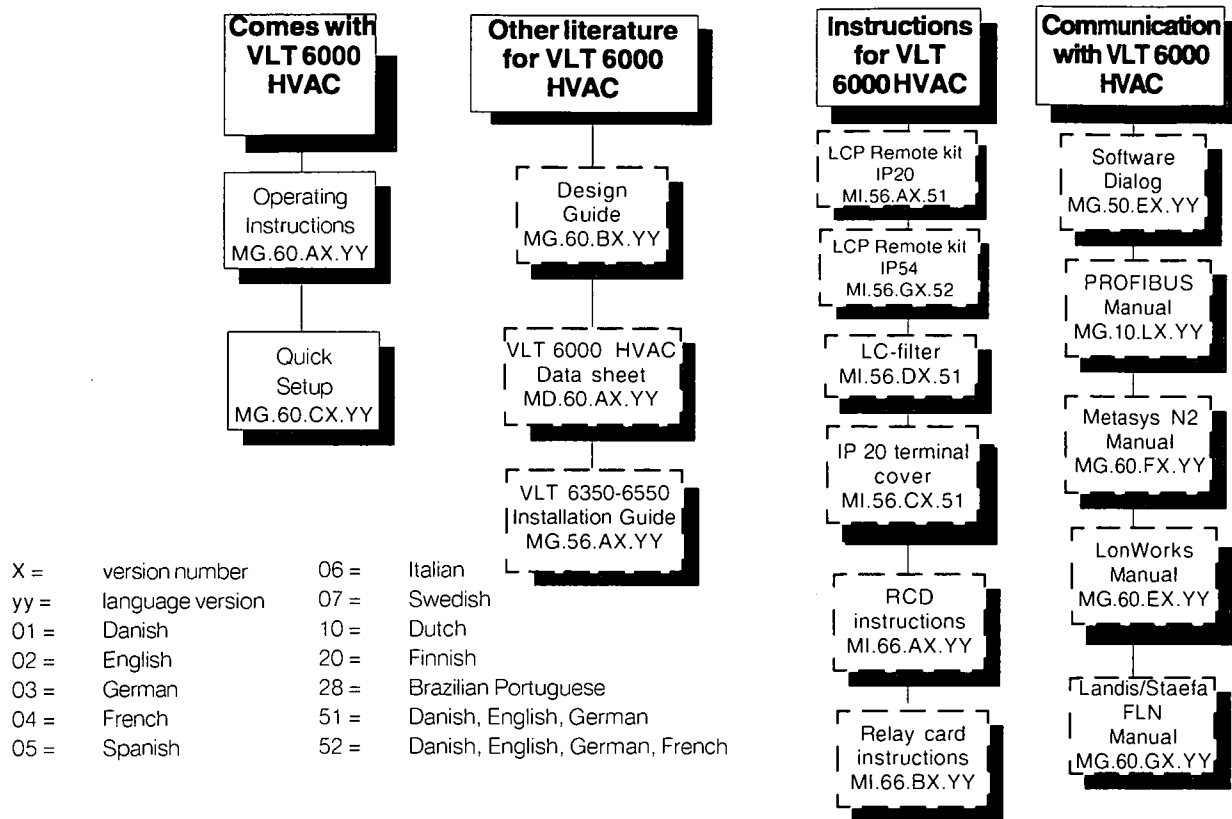 Comes with
VLT 6000
HVAC
Operating
Instructions
MG.60.AX.YY
Quick
Setup
MG.60.CX.YY
Other literature
for VLT 6000
HVAC
Design
Guide
MG.60.BX.YY
VLT 6000 HVAC
Data sheet
MD.60.AX.YY
VLT 6350-6550
Installation Guide
MG.56.AX.YY
Instructions
for VLT
6000 HVAC
LCP Remote kit
IP20
MI.56.AX.51
LCP Remote kit
IP54
MI.56.GX.52
LC-filter
MI.56.DX.51
IP 20 terminal
cover
MI.56.CX.51
RCD
instructions
MI.66.AX.YY
Relay card
instructions
MI.66.BX.YY
Communication
with VLT 6000
HVAC
Software
Dialog
MG.50.EX.YY
PROFIBUS
Manual
MG.10.LX.YY
Metasys N2
Manual
MG.60.FX.YY
LonWorks
Manual
MG.60.EX.YY
Landis/Staefa
FLN
Manual
MG.60.GX.YY
X = version number
yy = language version
01 = Danish
02 = English
03 = German
04 = French
05 = Spanish
06 = Italian
07 = Swedish
10 = Dutch
20 = Finnish
28 = Brazilian Portuguese
51 = Danish, English, German
52 = Danish, English, German, French